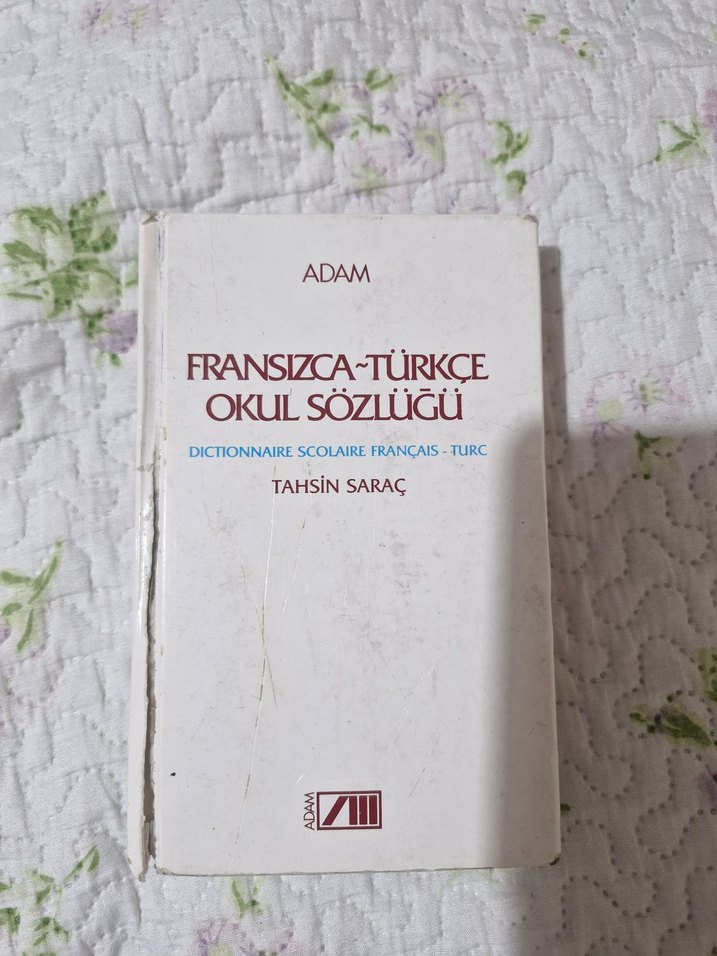 ADAM
FRANSIZCA~TÜRKÇE
OKUL SÖZLÜĞÜ
DICTIONNAIRE SCOLAIRE FRANÇAIS - TURC
TAHSİN SARAÇ
ADAM